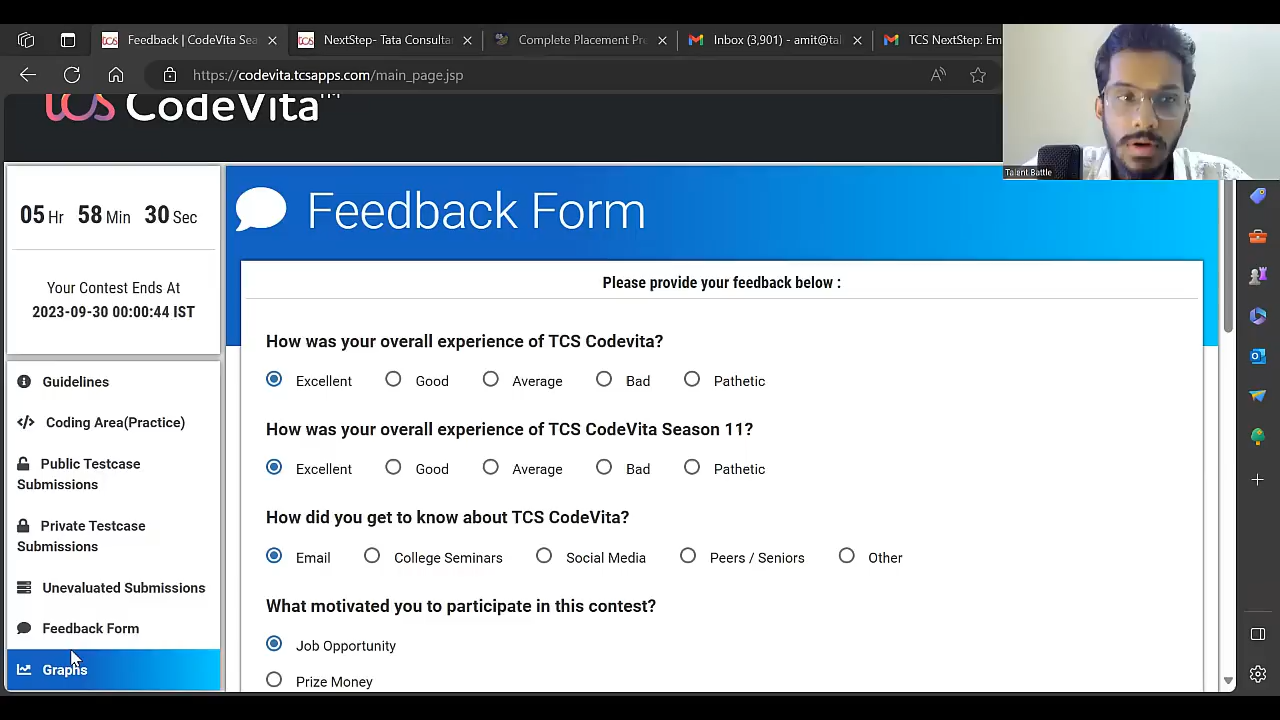 Feedback | CodeVita Sea
NextStep- Tata Consultan
Complete Placement Pre
Inbox (3,901) - amit@tal
TCS NextStep: Em
https://codevita.tcsapps.com/main_page.jsp
tcs CodeVita™
Talent Battle
05 Hr 58 Min 30 Sec
Your Contest Ends At
2023-09-30 00:00:44 IST
Guidelines
Coding Area(Practice)
Public Testcase
Submissions
Private Testcase
Submissions
Unevaluated Submissions
Feedback Form
Graphs
Feedback Form
Please provide your feedback below :
How was your overall experience of TCS Codevita?
Excellent Good Average Bad Pathetic
How was your overall experience of TCS CodeVita Season 11?
Excellent Good Average Bad Pathetic
How did you get to know about TCS CodeVita?
Email College Seminars Social Media Peers / Seniors Other
What motivated you to participate in this contest?
Job Opportunity
Prize Money